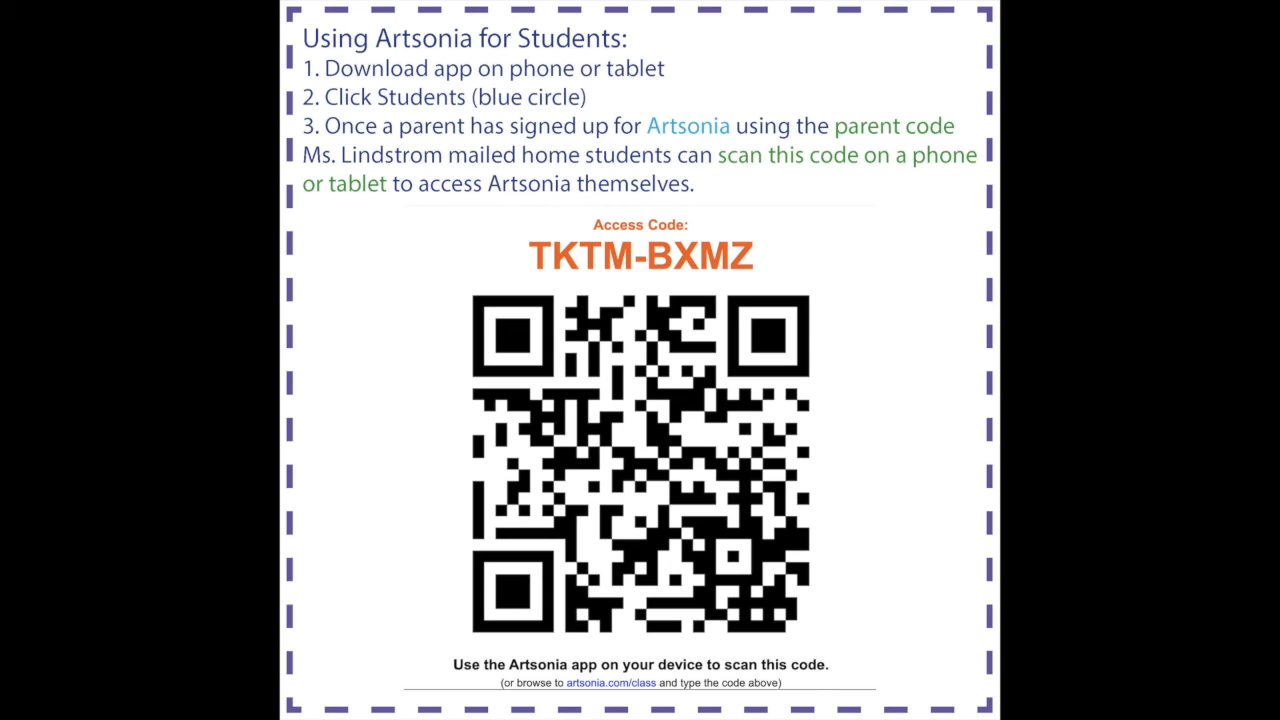 Using Artsonia for Students:
1. Download app on phone or tablet
2. Click Students (blue circle)
3. Once a parent has signed up for Artsonia using the parent code
Ms. Lindstrom mailed home students can scan this code on a phone
or tablet to access Artsonia themselves.
Access Code:
TKTM-BXMZ
Use the Artsonia app on your device to scan this code.
(or browse to artsonia.com/class and type the code above)